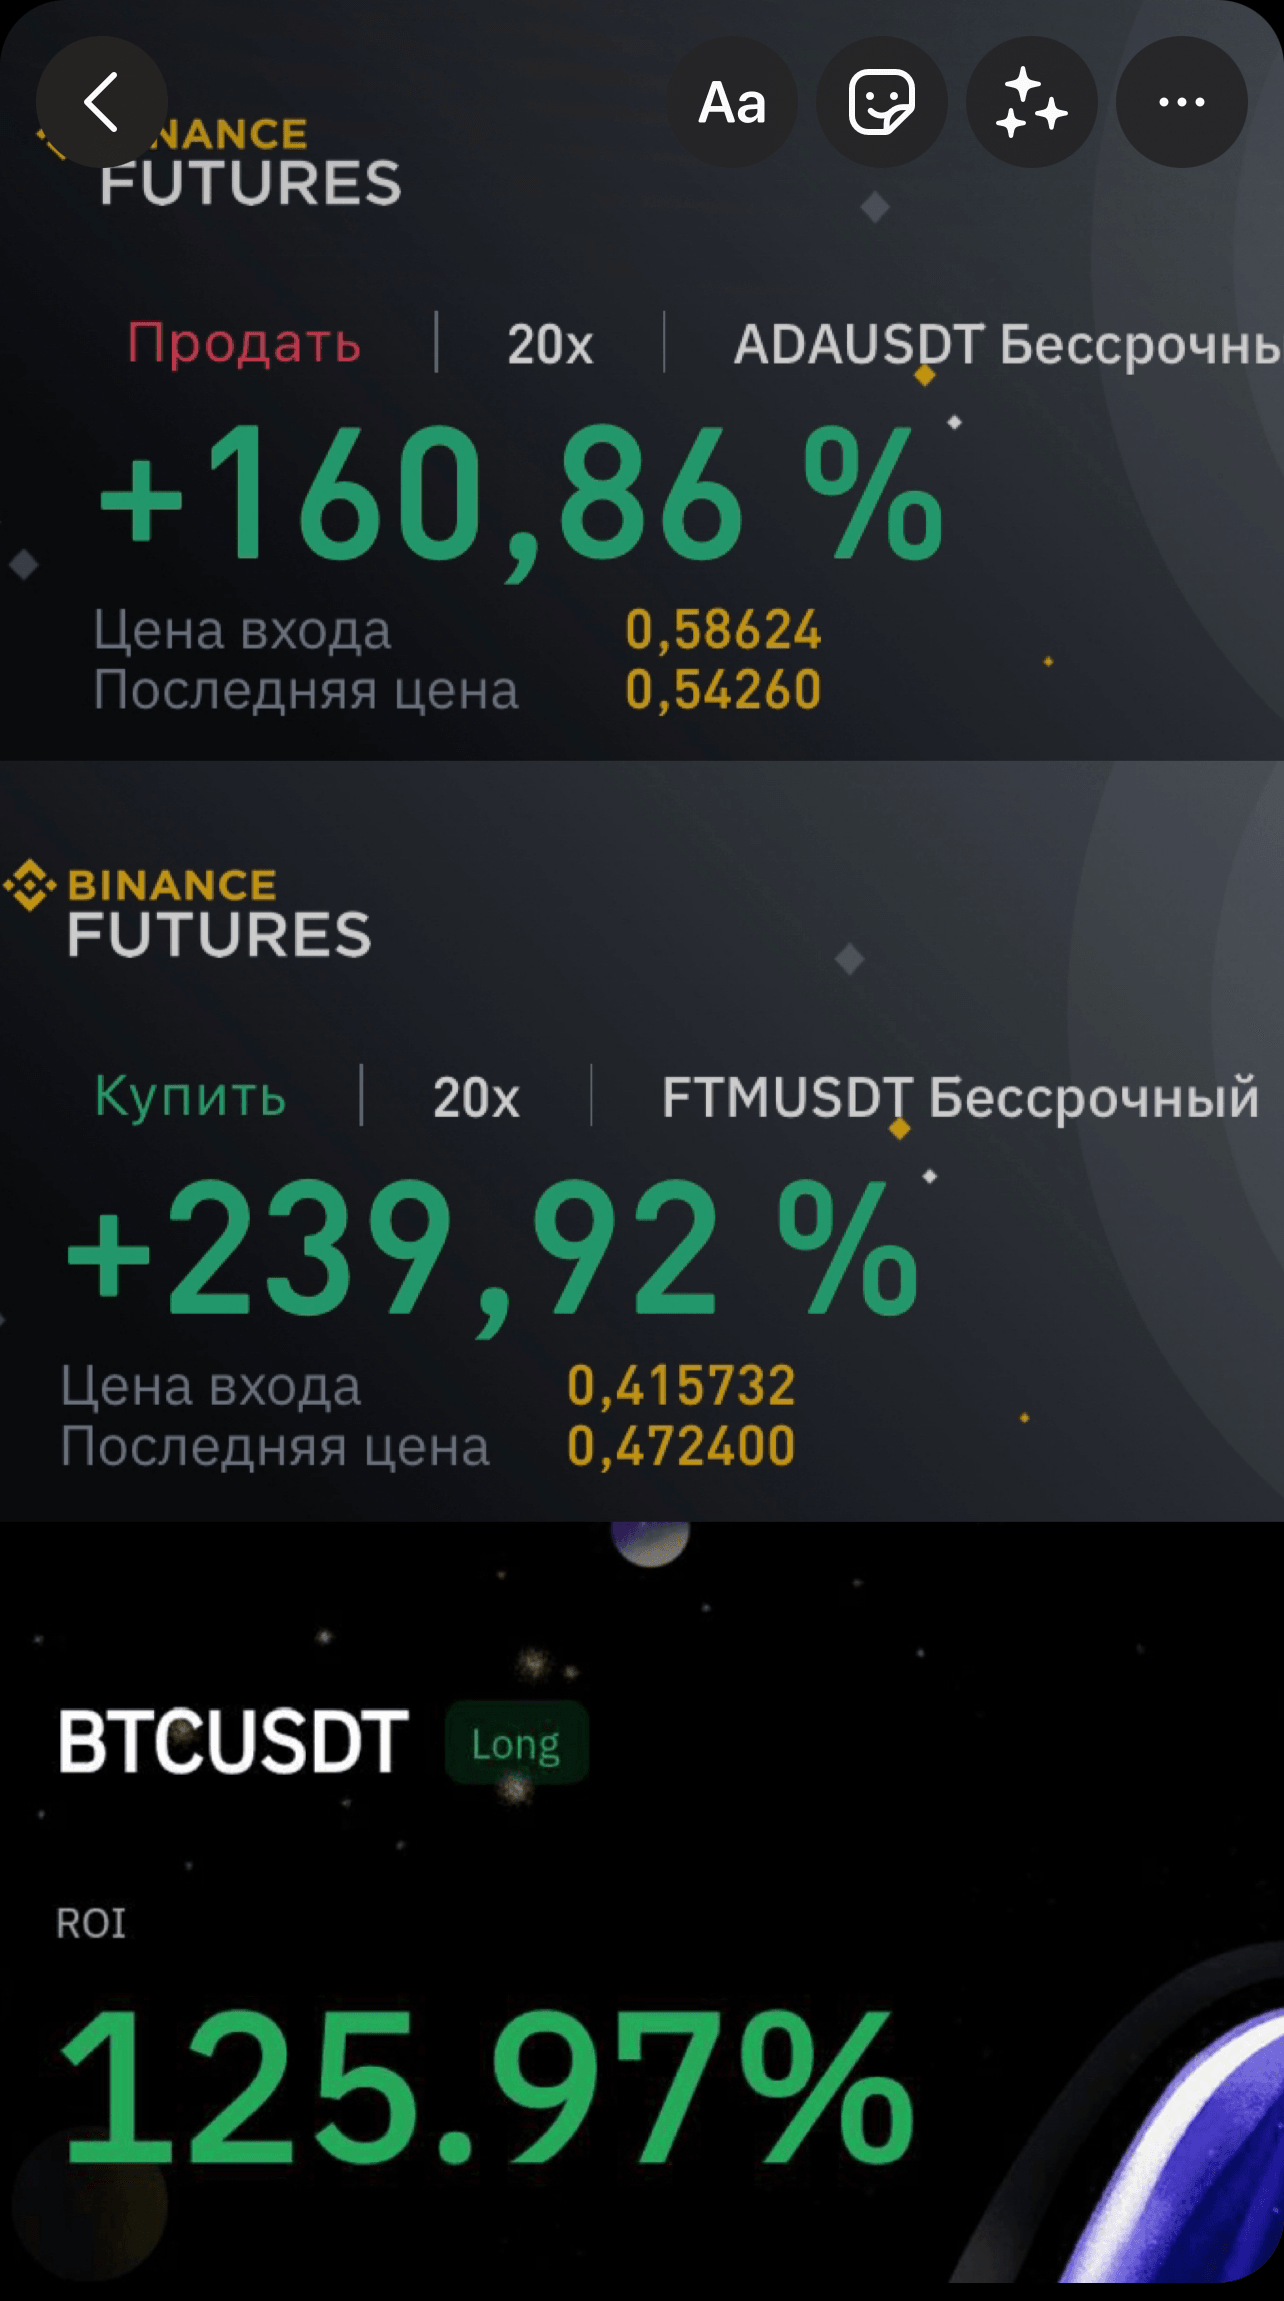 Aa
NANCE
FUTURES
Продать 20x ADAUSDT Бессрочнь
+160,86 %
Цена входа 0,58624
Последняя цена 0,54260
BINANCE
FUTURES
Купить 20x FTMUSDT Бессрочный
+239,92 %
Цена входа 0,415732
Последняя цена 0,472400
BTCUSDT Long
ROI
125.97%